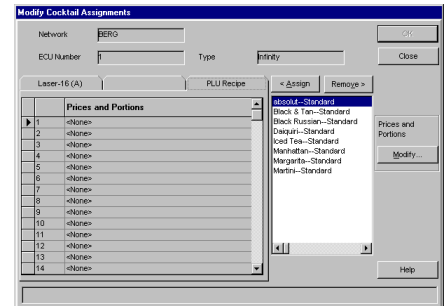 Modify Cocktail Assignments
Network BERG OK
ECU Number 1 Type Infinity Close
Laser-16 (A) PLU Recipe < Assign Remove >
Prices and Portions
1 <None>
2 <None>
3 <None>
4 <None>
5 <None>
6 <None>
7 <None>
8 <None>
9 <None>
10 <None>
11 <None>
12 <None>
13 <None>
14 <None>
absolut--Standard
Black & Tan--Standard
Black Russian--Standard
Daiquiri--Standard
Iced Tea--Standard
Manhattan--Standard
Margarita--Standard
Martini--Standard
Prices and
Portions
Modify...
Help